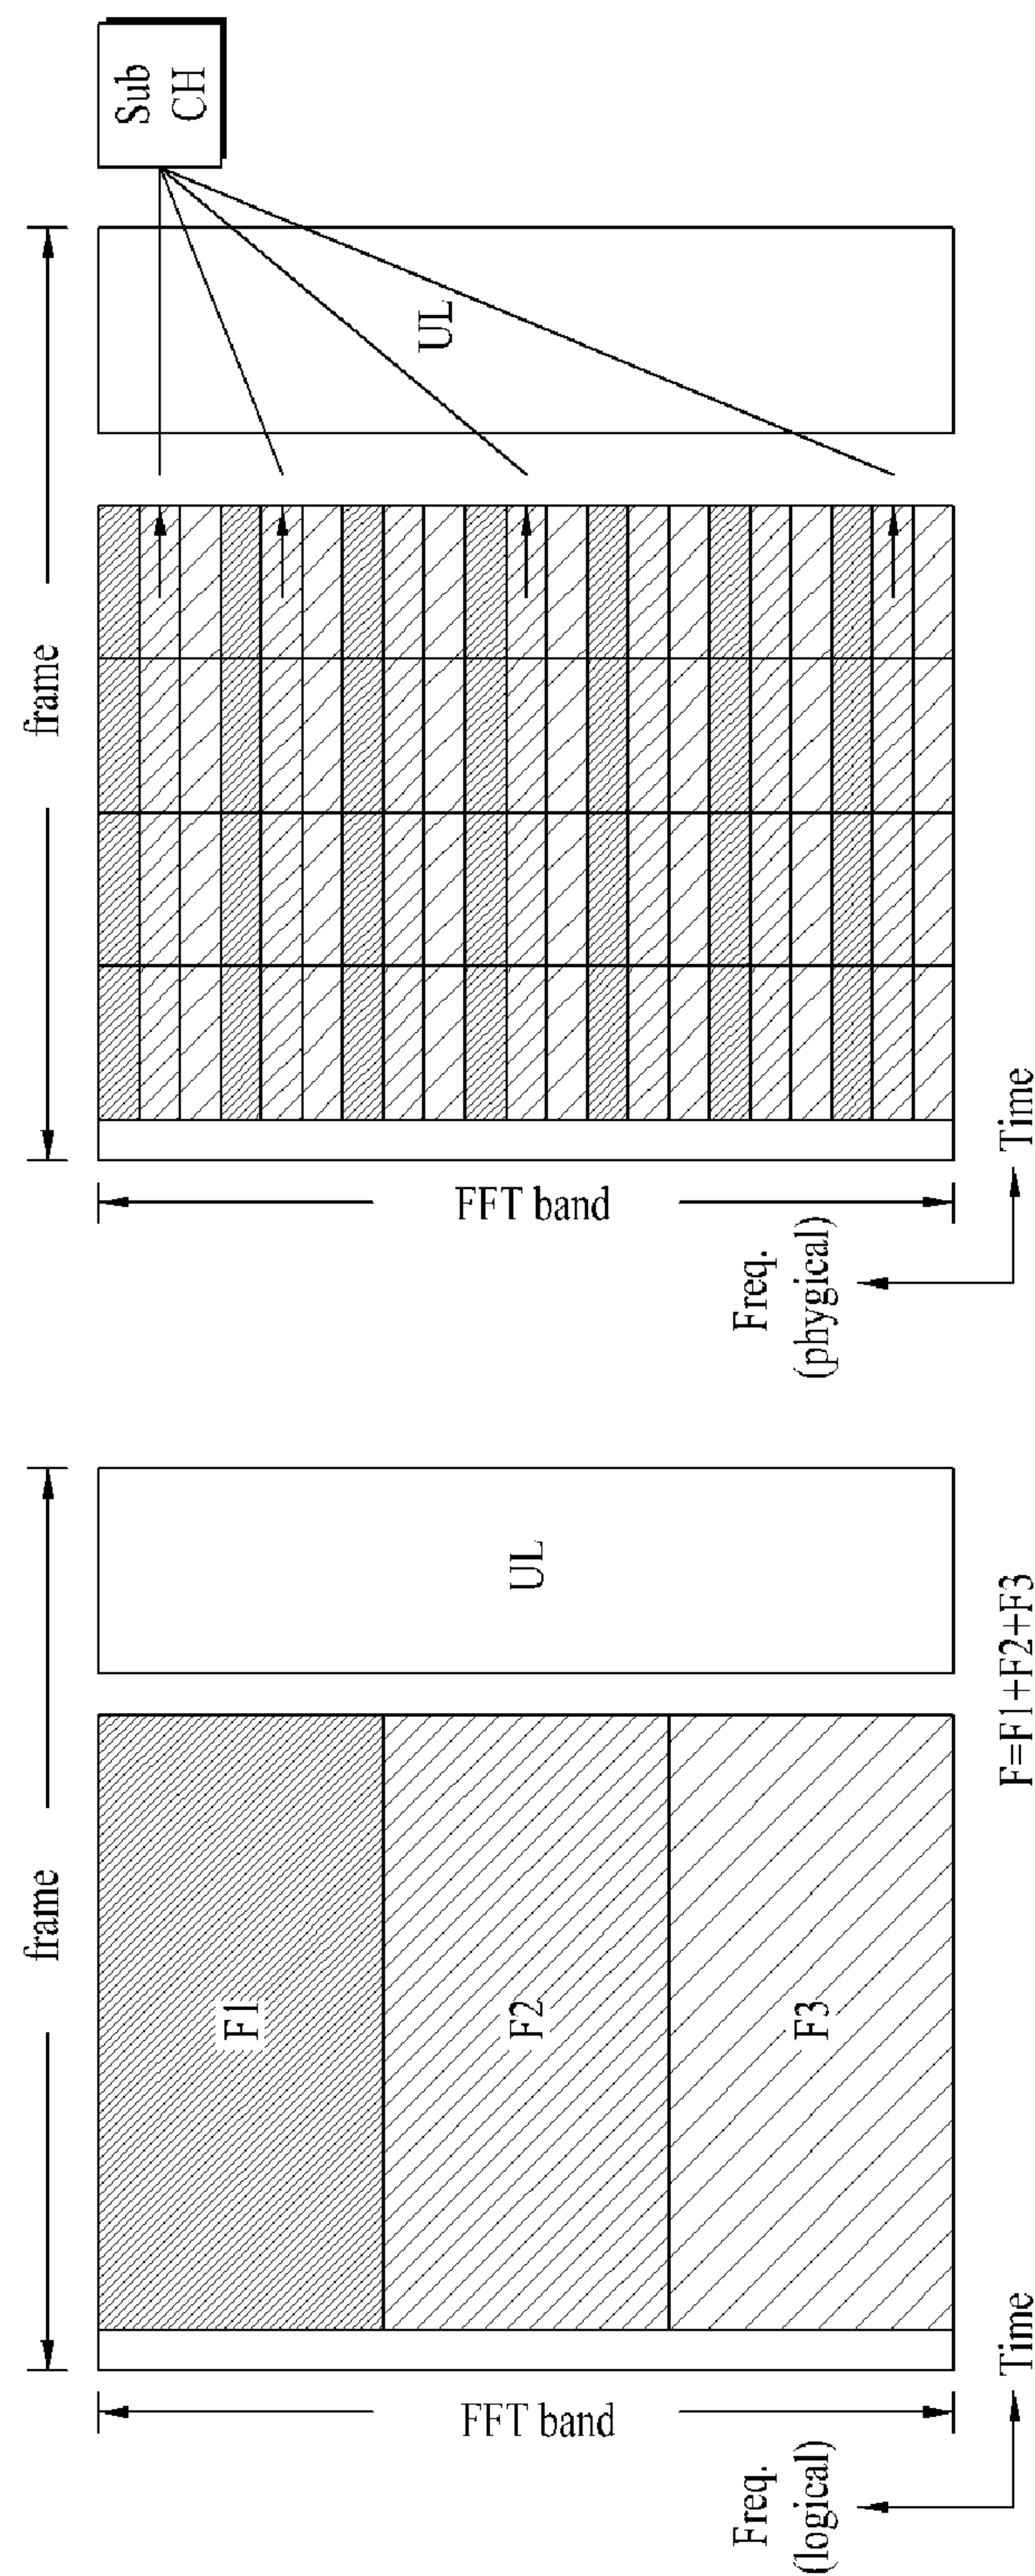 frame
FFT band
F1
F2
F3
UL
Freq.
(logical)
Time
F=F1+F2+F3
frame
FFT band
UL
Sub
CH
Freq.
(phygical)
Time